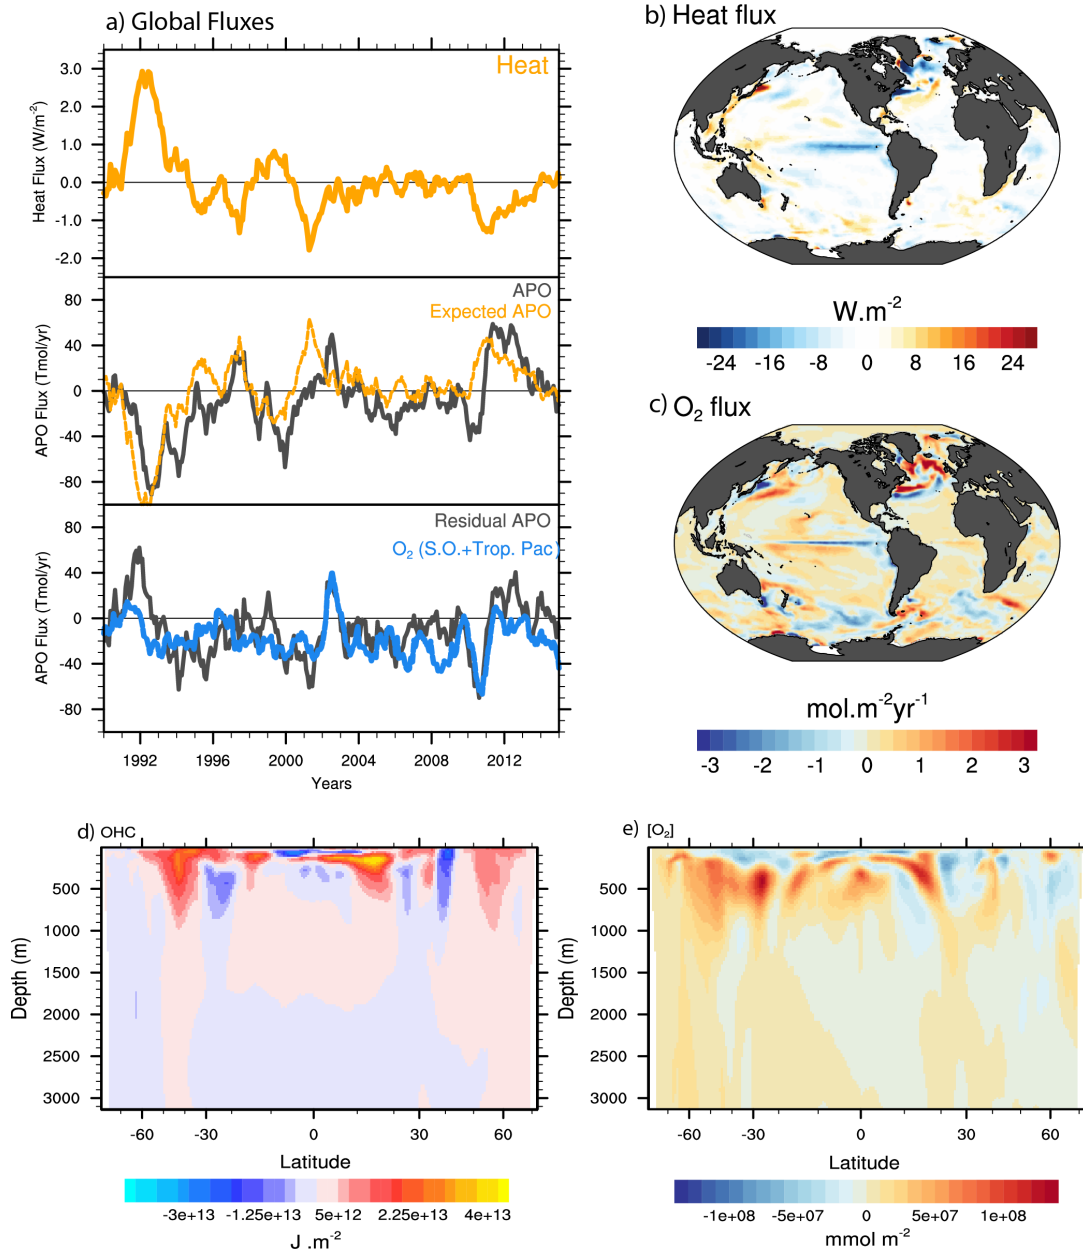 a) Global Fluxes
Heat
Heat Flux (W/m⁻²)
3.0
2.0
1.0
0.0
-1.0
-2.0
APO
Expected APO
APO Flux (Tmol/yr)
80
40
0
-40
-80
Residual APO
O₂ (S.O.+Trop. Pac)
APO Flux (Tmol/yr)
80
40
0
-40
-80
1992 1996 2000 2004 2008 2012
Years
b) Heat flux
W.m⁻²
-24 -16 -8 0 8 16 24
c) O₂ flux
mol.m⁻²yr⁻¹
-3 -2 -1 0 1 2 3
d) OHC
Depth (m)
500
1000
1500
2000
2500
3000
-60 -30 0 30 60
Latitude
-3e+13 -1.25e+13 5e+12 2.25e+13 4e+13
J .m⁻²
e) [O₂]
Depth (m)
500
1000
1500
2000
2500
3000
-60 -30 0 30 60
Latitude
-1e+08 -5e+07 0 5e+07 1e+08
mmol m⁻²